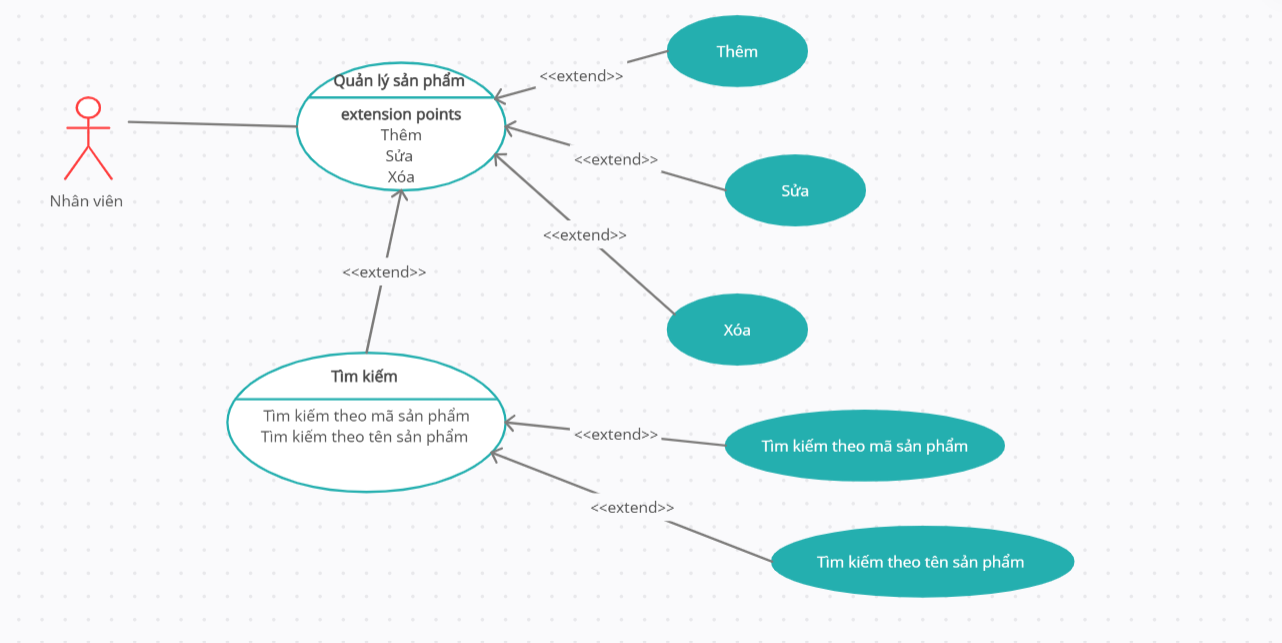 Thêm
<<extend>>
Quản lý sản phẩm
extension points
Thêm
Sửa
Xóa
<<extend>>
Sửa
Nhân viên
<<extend>>
<<extend>>
Xóa
Tìm kiếm
Tìm kiếm theo mã sản phẩm
Tìm kiếm theo tên sản phẩm
<<extend>>
Tìm kiếm theo mã sản phẩm
<<extend>>
Tìm kiếm theo tên sản phẩm